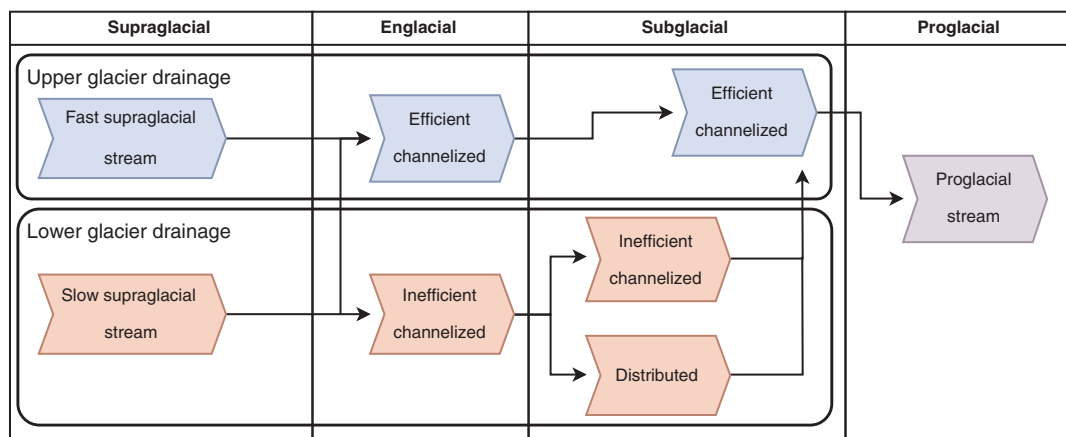 Supraglacial
Englacial
Subglacial
Proglacial
Upper glacier drainage
Fast supraglacial
stream
Efficient
channelized
Efficient
channelized
Proglacial
stream
Lower glacier drainage
Slow supraglacial
stream
Inefficient
channelized
Inefficient
channelized
Distributed